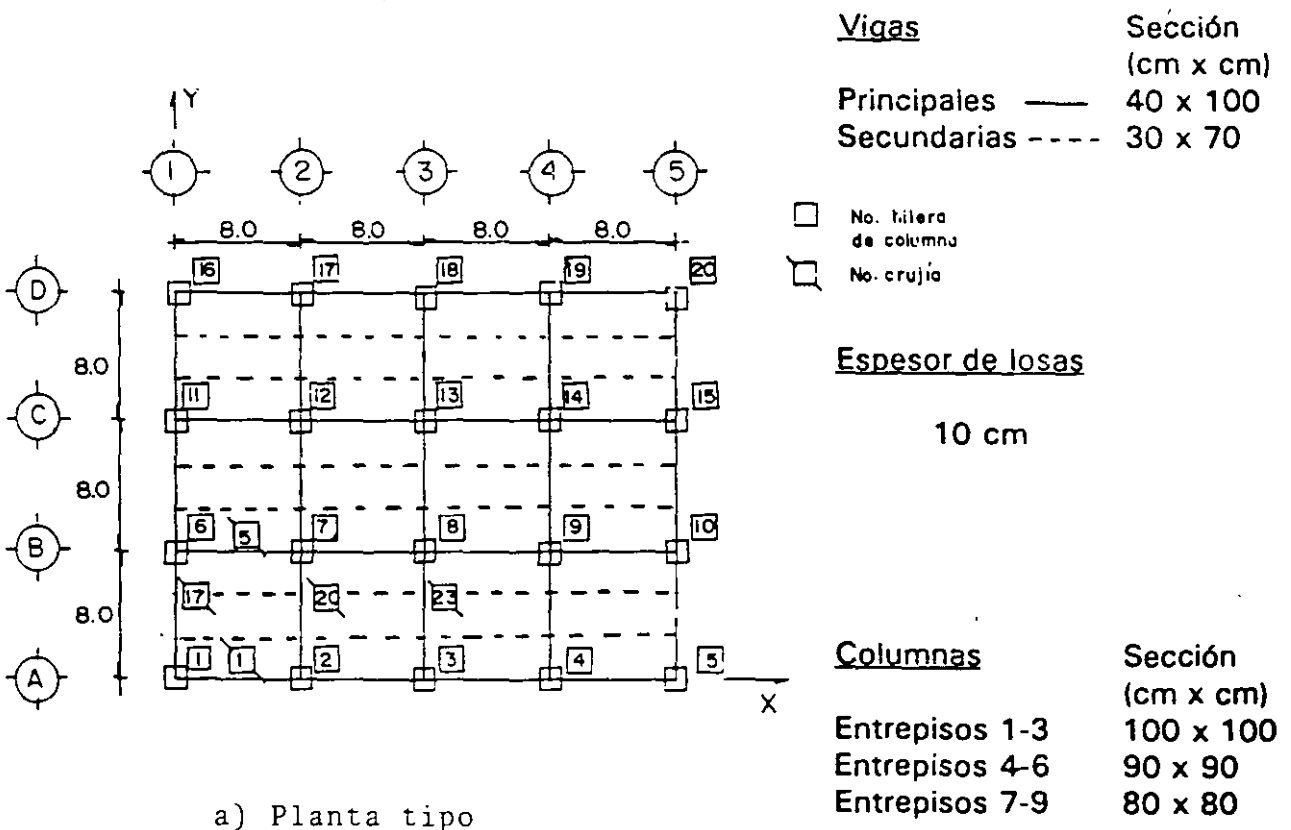 Vigas Sección
(cm x cm)
Principales 40 x 100
Secundarias ---- 30 x 70
Y
1 2 3 4 5
8.0 8.0 8.0 8.0
No. hilera
de columna
No. crujía
16 17 18 19 20
D
8.0
Espesor de losas
11 12 13 14 15
C
10 cm
8.0
6 5 7 8 9 10
B
17 20 23
8.0
1 1 2 3 4 5
A
X
Columnas Sección
(cm x cm)
Entrepisos 1-3 100 x 100
Entrepisos 4-6 90 x 90
Entrepisos 7-9 80 x 80
a) Planta tipo